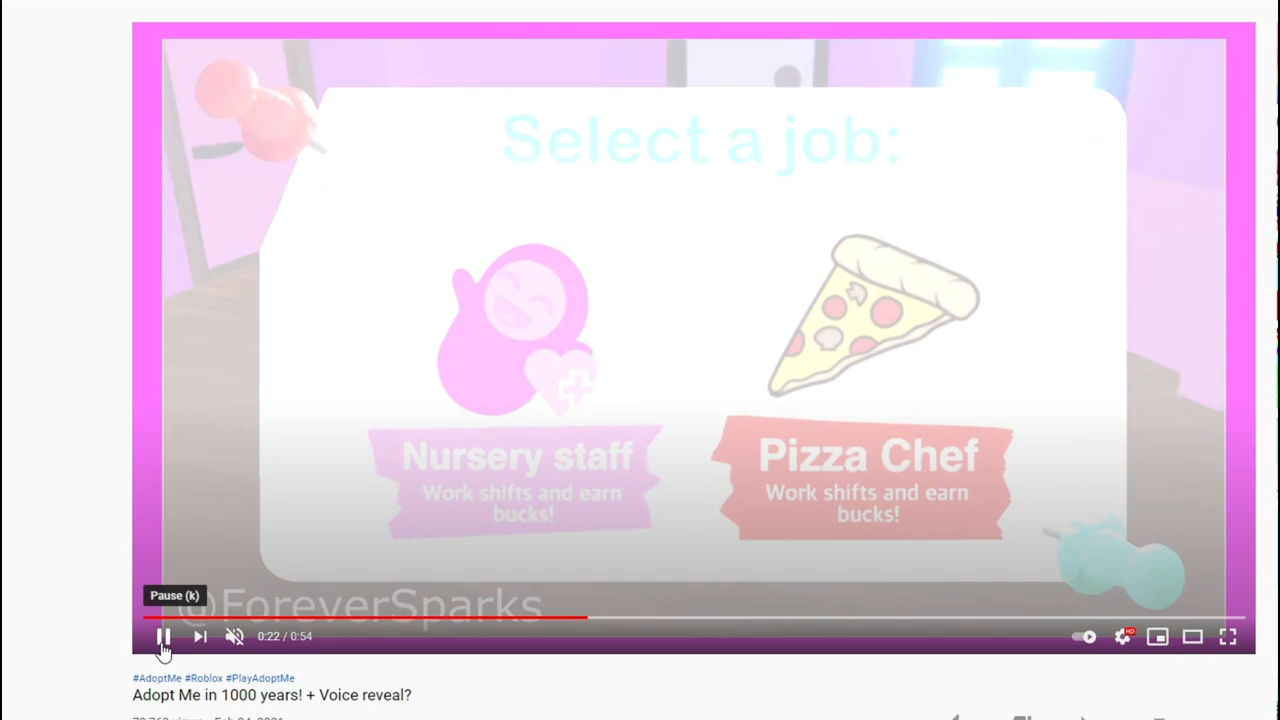 Select a job:
Nursery staff
Work shifts and earn
bucks!
Pizza Chef
Work shifts and earn
bucks!
Pause (k)
@ForeverSparks
0:22 / 0:54
HD
#AdoptMe #Roblox #PlayAdoptMe
Adopt Me in 1000 years! + Voice reveal?